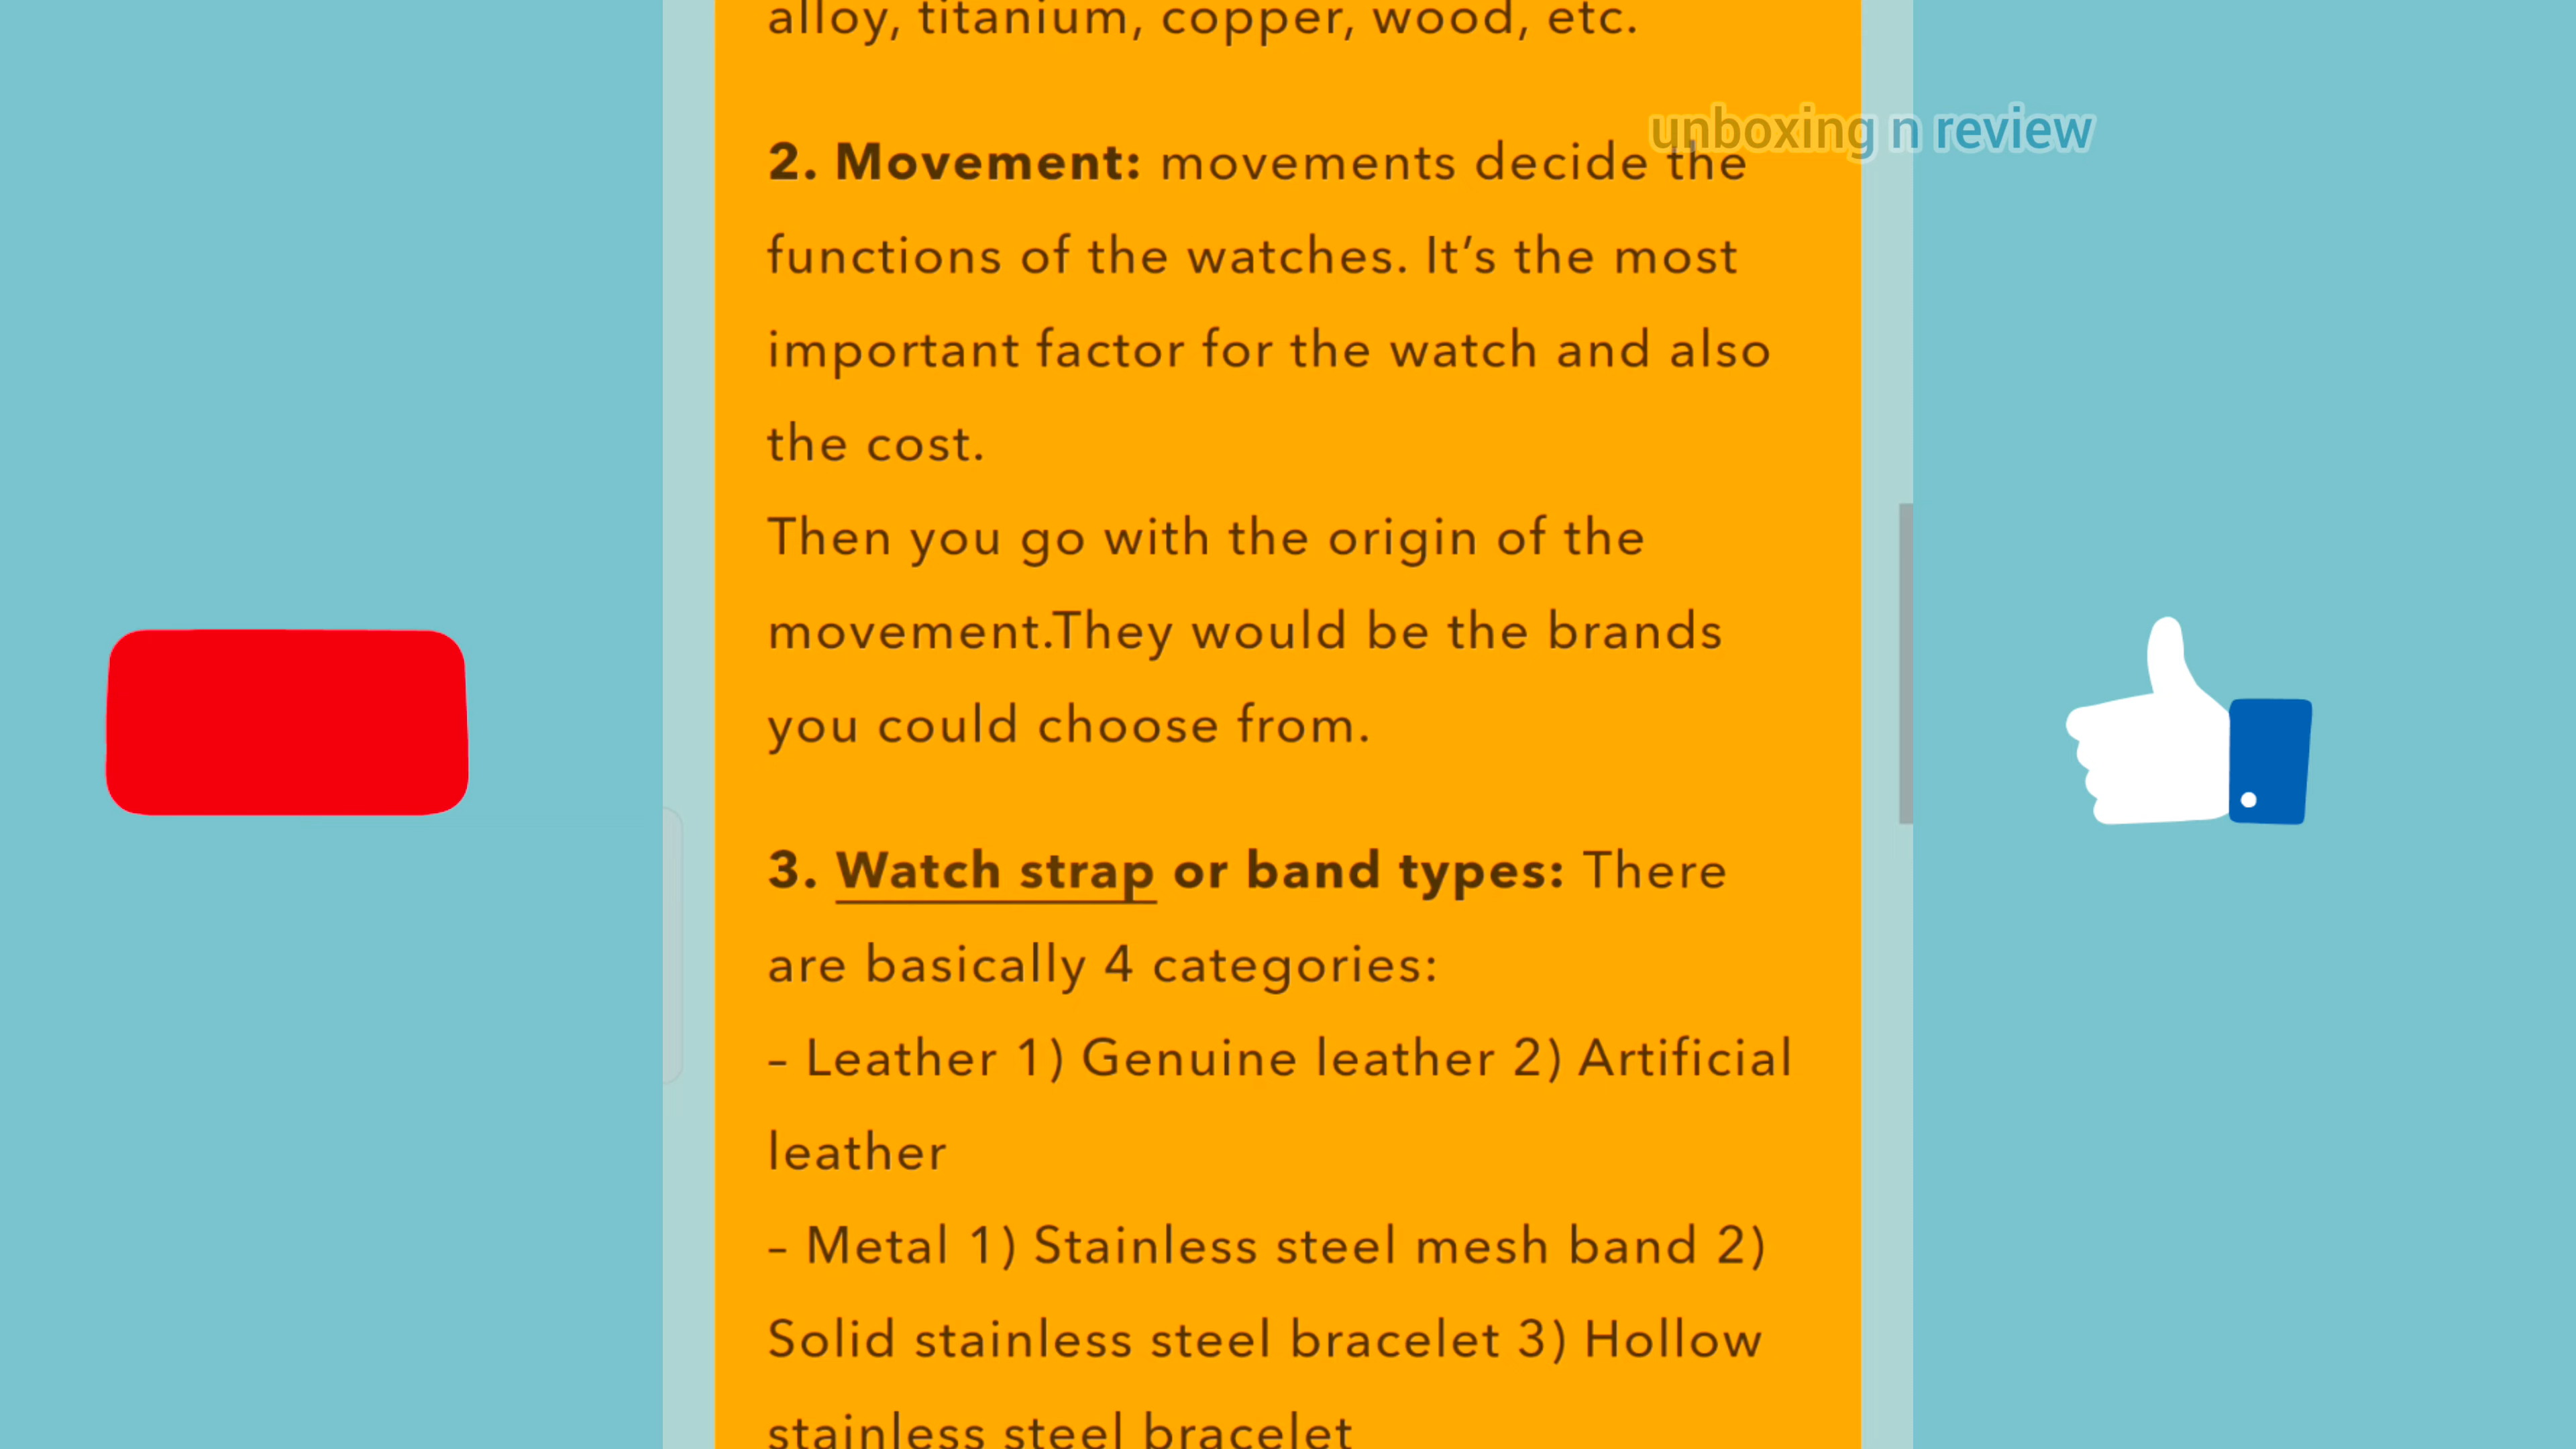 alloy, titanium, copper, wood, etc.
unboxing n review
2. Movement: movements decide the
functions of the watches. It’s the most
important factor for the watch and also
the cost.
Then you go with the origin of the
movement.They would be the brands
you could choose from.
3. Watch strap or band types: There
are basically 4 categories:
– Leather 1) Genuine leather 2) Artificial
leather
– Metal 1) Stainless steel mesh band 2)
Solid stainless steel bracelet 3) Hollow
stainless steel bracelet